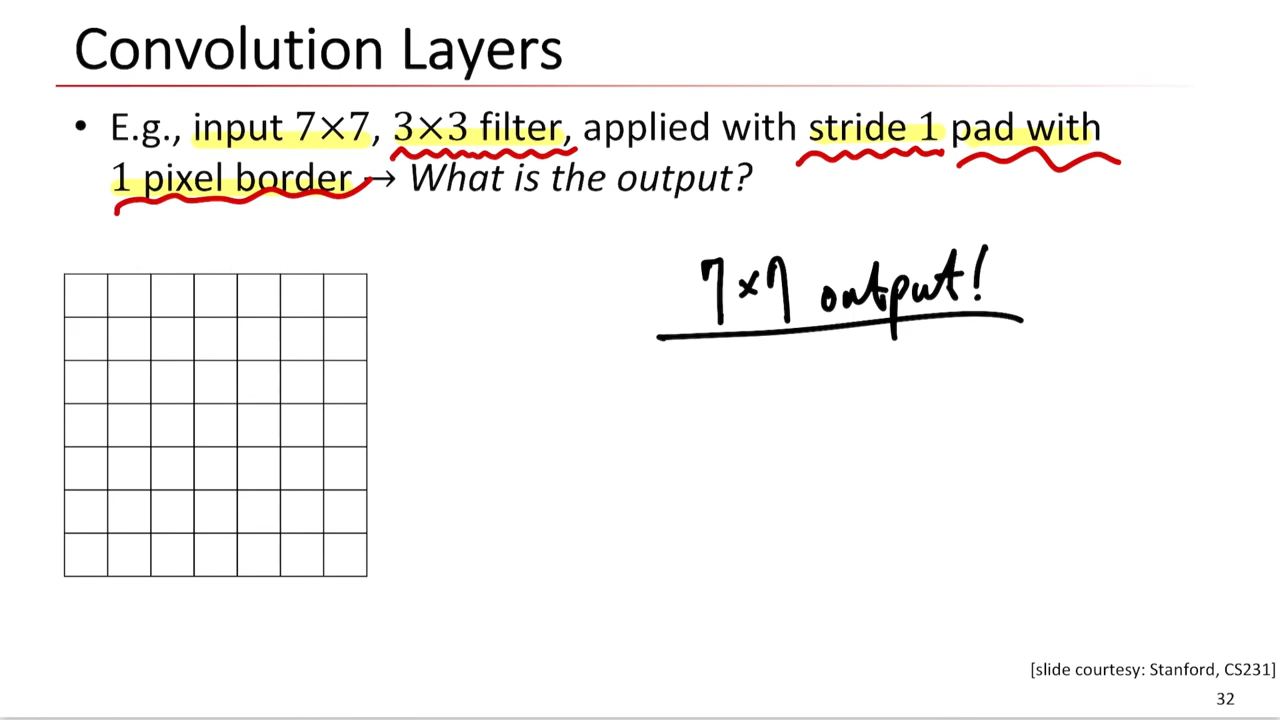 Convolution Layers
• E.g., input 7×7, 3×3 filter, applied with stride 1 pad with
1 pixel border → What is the output?
7×7 output!
[slide courtesy: Stanford, CS231]
32